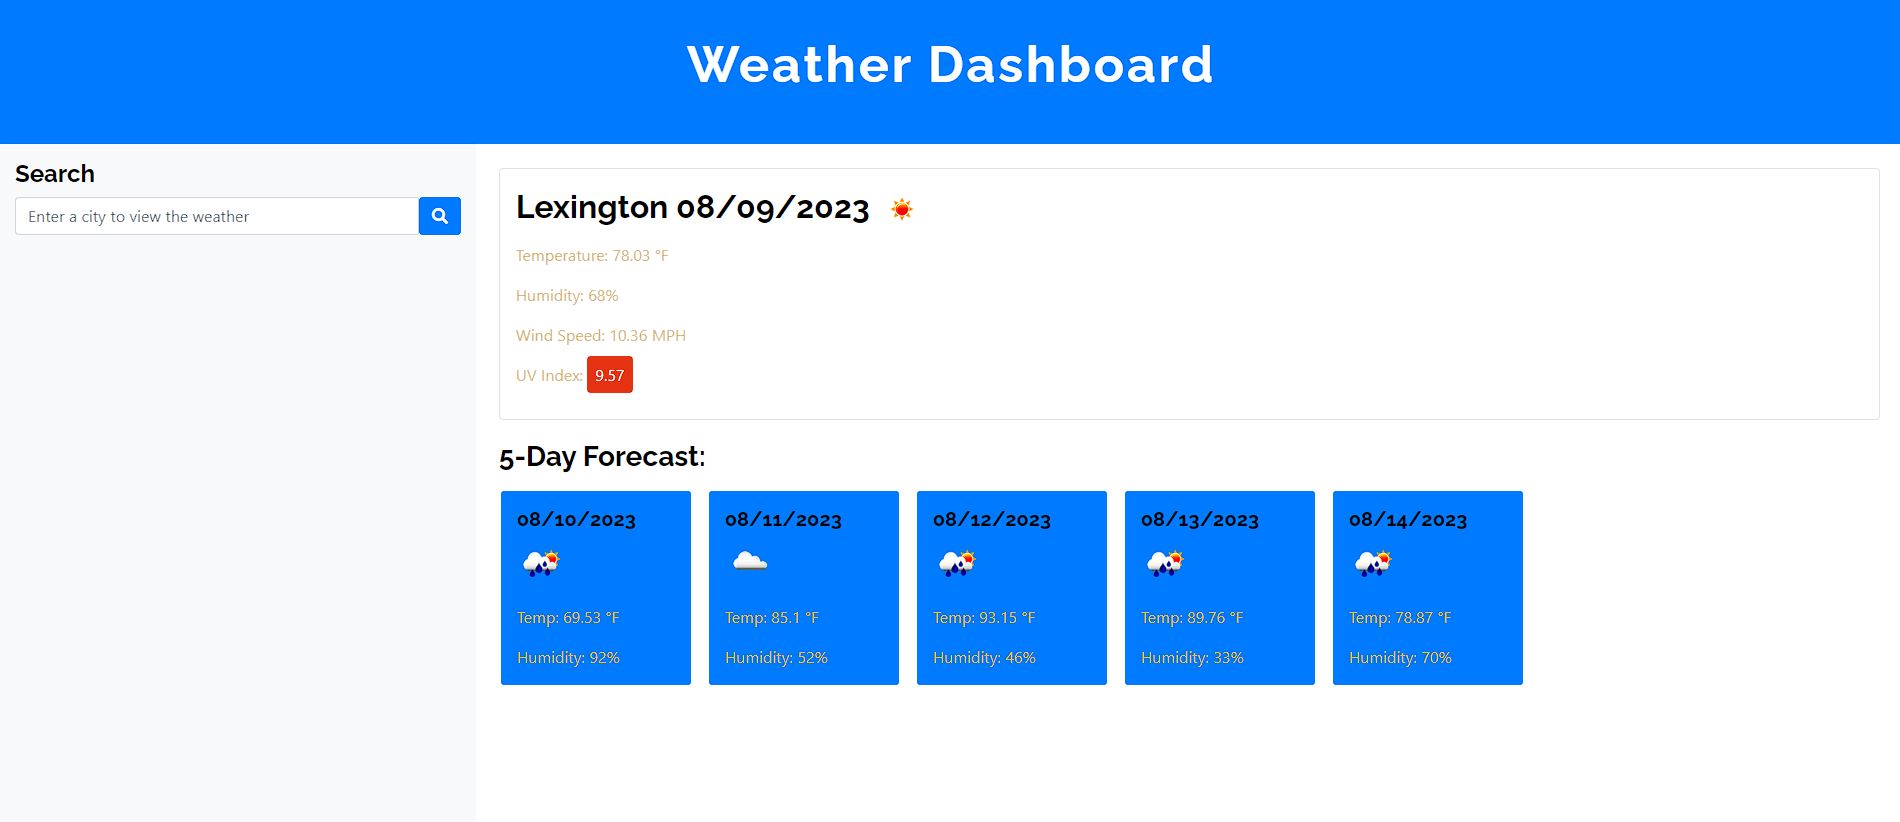 Weather Dashboard
Search
Enter a city to view the weather
Lexington 08/09/2023
Temperature: 78.03 °F
Humidity: 68%
Wind Speed: 10.36 MPH
UV Index: 9.57
5-Day Forecast:
08/10/2023
Temp: 69.53 °F
Humidity: 92%
08/11/2023
Temp: 85.1 °F
Humidity: 52%
08/12/2023
Temp: 93.15 °F
Humidity: 46%
08/13/2023
Temp: 89.76 °F
Humidity: 33%
08/14/2023
Temp: 78.87 °F
Humidity: 70%